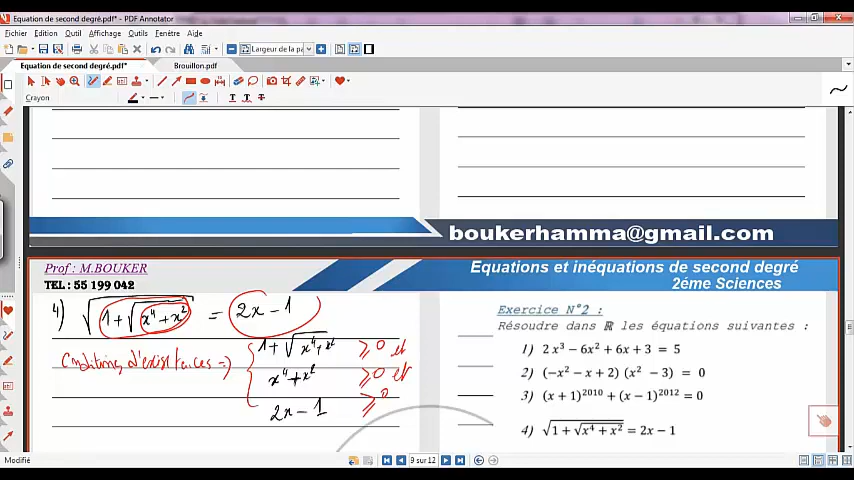 Equation de second degré.pdf* - PDF Annotator
Fichier Edition Outil Affichage Outils Fenêtre Aide
Largeur de la pa
Equation de second degré.pdf* Brouillon.pdf
Crayon
boukerhamma@gmail.com
Prof : M.BOUKER
TEL : 55 199 042
Equations et inéquations de second degré
2éme Sciences
4) √(1+√(x⁴+x²)) = 2x-1
Conditions d'existences =>
1+√(x⁴+x²) ⩾0 et
x⁴+x² ⩾0 et
2x-1 ⩾0
Exercice N°2 :
Résoudre dans ℝ les équations suivantes :
1) 2x³ − 6x² + 6x + 3 = 5
2) (−x² − x + 2) (x² − 3) = 0
3) (x + 1)²⁰¹⁰ + (x − 1)²⁰¹² = 0
4) √(1 + √(x⁴ + x²)) = 2x − 1
Modifié
9 sur 12